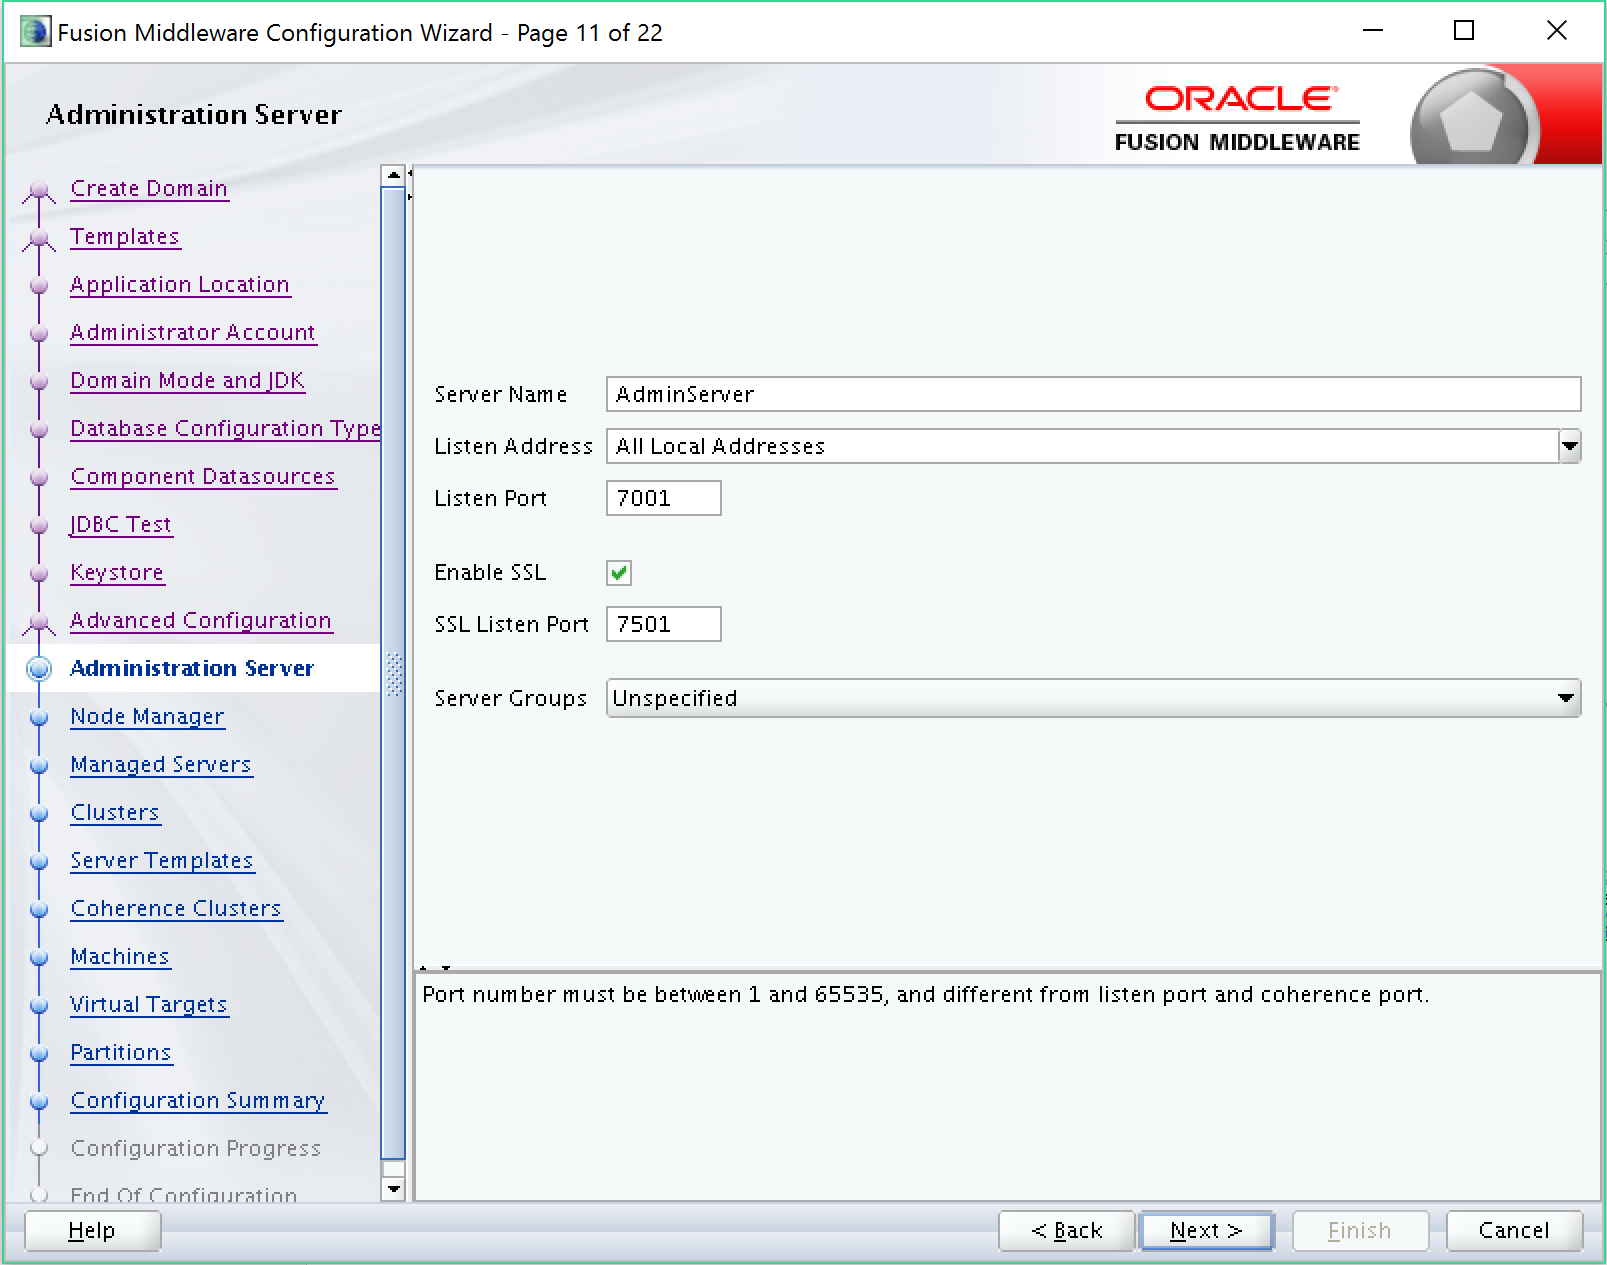 Fusion Middleware Configuration Wizard - Page 11 of 22
Administration Server
ORACLE
FUSION MIDDLEWARE
Create Domain
Templates
Application Location
Administrator Account
Domain Mode and JDK
Database Configuration Type
Component Datasources
JDBC Test
Keystore
Advanced Configuration
Administration Server
Node Manager
Managed Servers
Clusters
Server Templates
Coherence Clusters
Machines
Virtual Targets
Partitions
Configuration Summary
Configuration Progress
End Of Configuration
Server Name AdminServer
Listen Address All Local Addresses
Listen Port 7001
Enable SSL
SSL Listen Port 7501
Server Groups Unspecified
Port number must be between 1 and 65535, and different from listen port and coherence port.
Help < Back Next > Finish Cancel